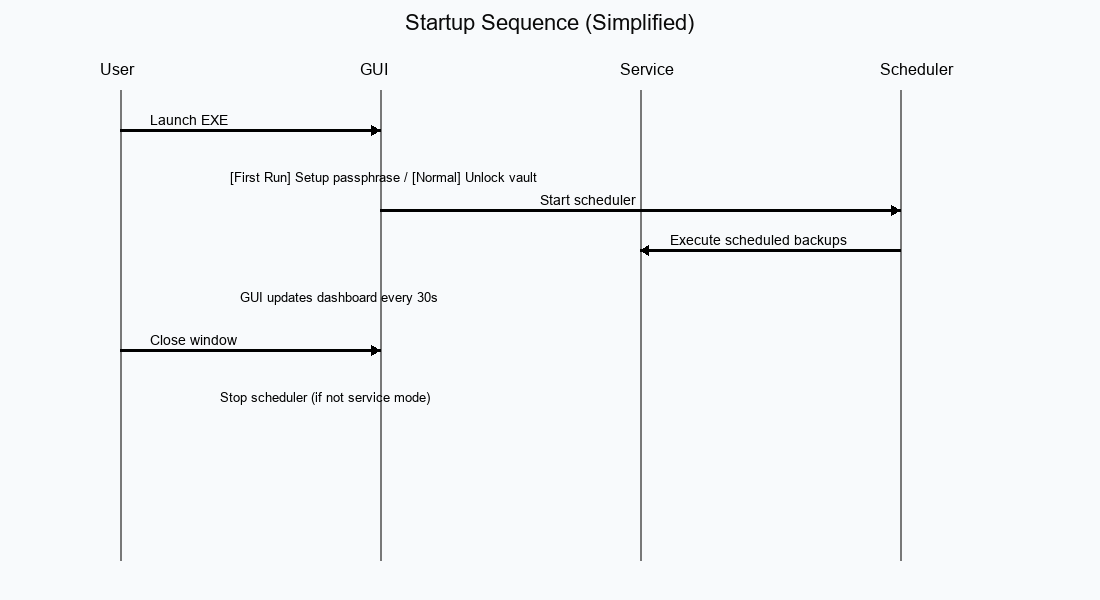 Startup Sequence (Simplified)
User
GUI
Service
Scheduler
Launch EXE
[First Run] Setup passphrase / [Normal] Unlock vault
Start scheduler
Execute scheduled backups
GUI updates dashboard every 30s
Close window
Stop scheduler (if not service mode)